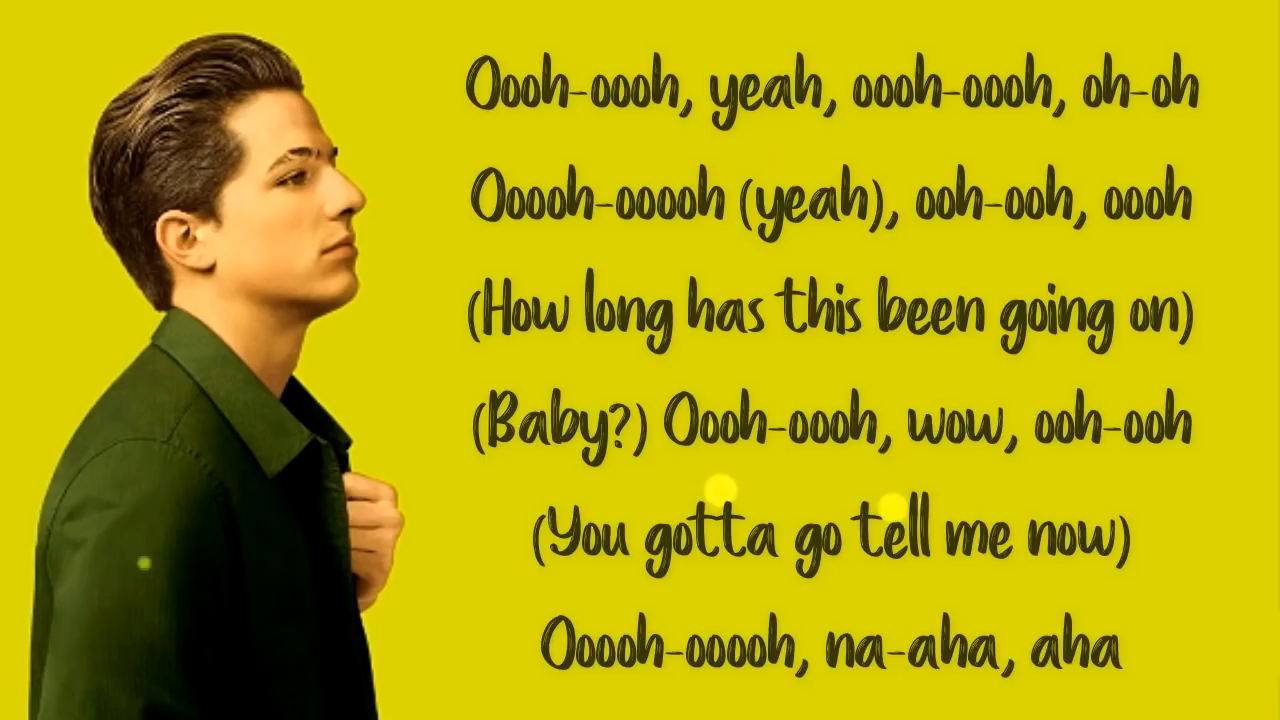 Oooh-oooh, yeah, oooh-oooh, oh-oh
Ooooh-ooooh (yeah), ooh-ooh, oooh
(How long has this been going on)
(Baby?) Oooh-oooh, wow, ooh-ooh
(You gotta go tell me now)
Ooooh-ooooh, na-aha, aha